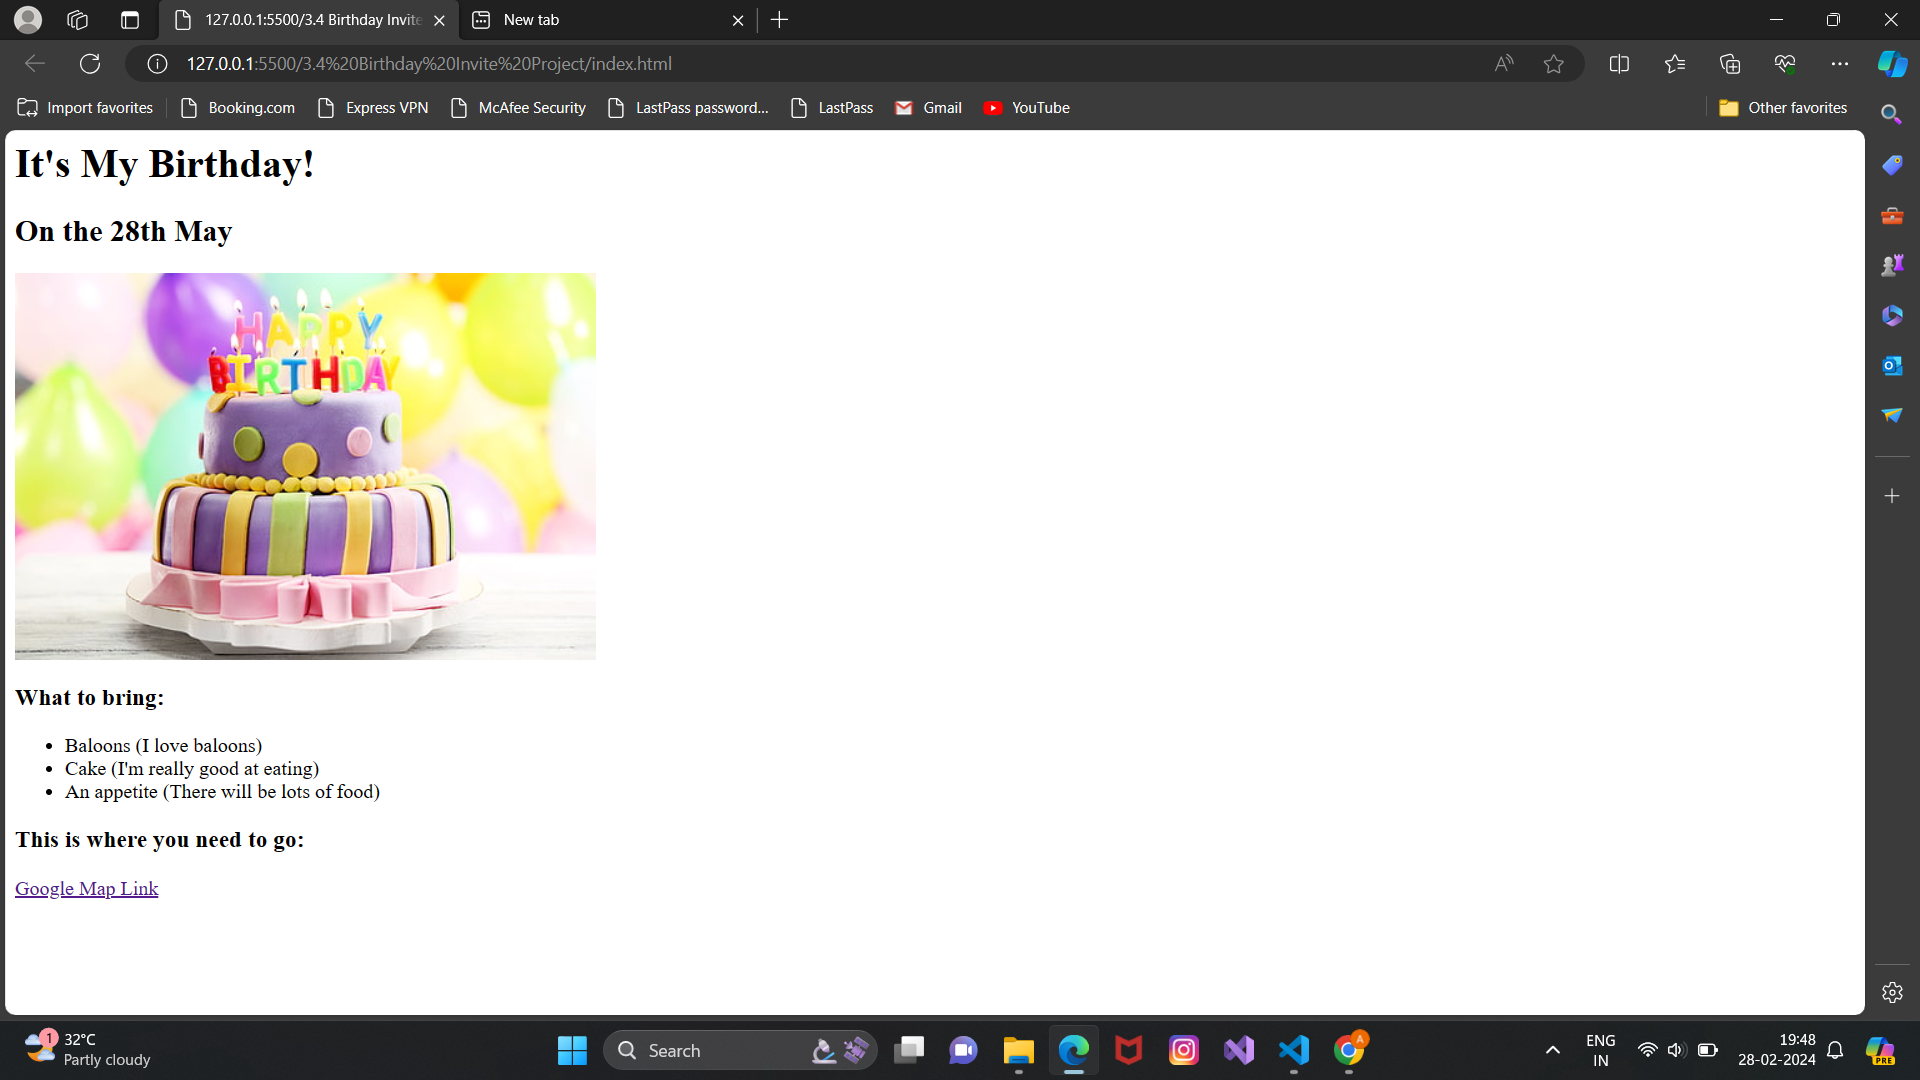 127.0.0.1:5500/3.4 Birthday Invite
New tab
127.0.0.1:5500/3.4%20Birthday%20Invite%20Project/index.html
Import favorites
Booking.com
Express VPN
McAfee Security
LastPass password...
LastPass
Gmail
YouTube
Other favorites
It's My Birthday!
On the 28th May
HAPPY
BIRTHDAY
What to bring:
Baloons (I love baloons)
Cake (I'm really good at eating)
An appetite (There will be lots of food)
This is where you need to go:
Google Map Link
1
32°C
Partly cloudy
Search
A
ENG
IN
19:48
28-02-2024
PRE